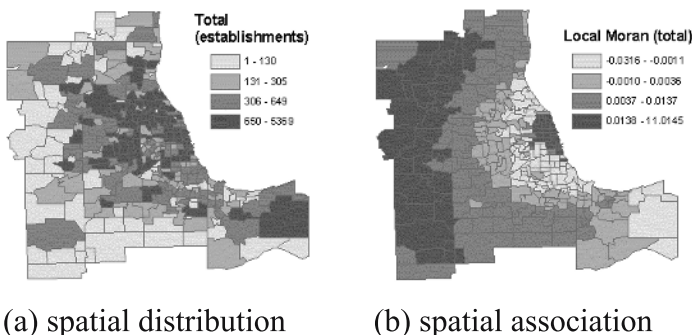 Total
(establishments)
1 - 130
131 - 305
306 - 649
650 - 5369
Local Moran (total)
-0.0316 - -0.0011
-0.0010 - 0.0036
0.0037 - 0.0137
0.0138 - 11.0145
(a) spatial distribution
(b) spatial association